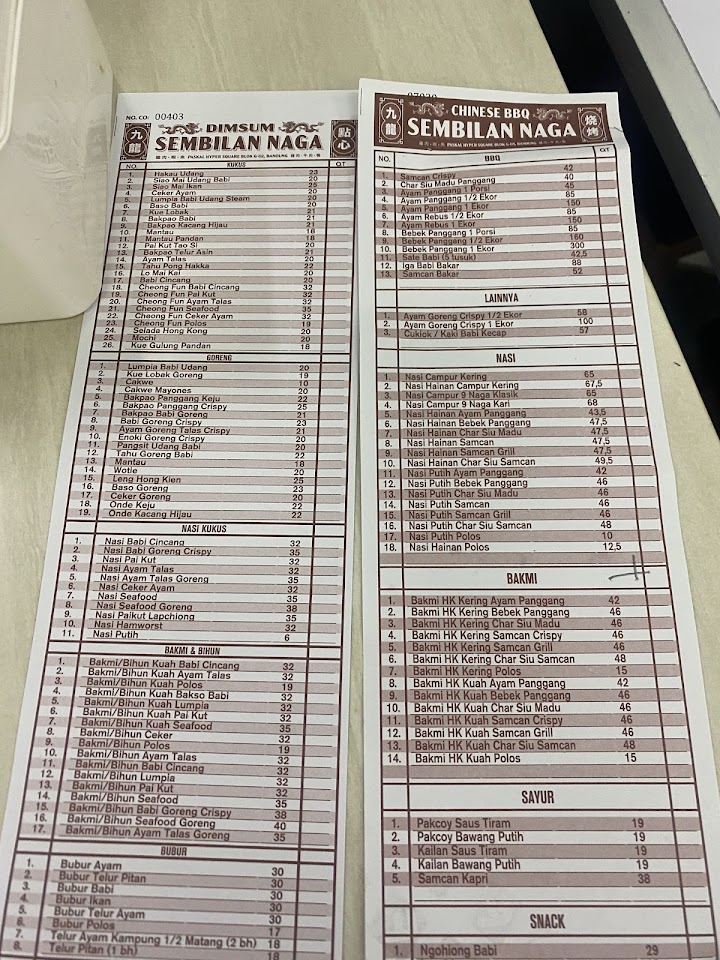 NO. CO: 00403
九龍
DIMSUM
SEMBILAN NAGA
點心
PASKAL HYPER SQUARE BLOK G-02, BANDUNG
NO. KUKUS QT
1. Hakau Udang 23
2. Siao Mai Udang Babi 20
3. Siao Mai Ikan 25
4. Ceker Ayam 20
5. Lumpia Babi Udang Steam 20
6. Baso Babi 20
7. Kue Lobak 21
8. Bakpao Babi 21
9. Bakpao Kacang Hijau 21
10. Mantau 18
11. Mantau Pandan 18
12. Pai Kut Tao Si 20
13. Bakpao Telur Asin 21
14. Ayam Talas 20
15. Tahu Pong Hakka 22
16. Lo Mai Kai 20
17. Babi Cincang 20
18. Cheong Fun Babi Cincang 32
19. Cheong Fun Pai Kut 32
20. Cheong Fun Ayam Talas 32
21. Cheong Fun Seafood 35
22. Cheong Fun Ceker Ayam 32
23. Cheong Fun Polos 19
24. Selada Hong Kong 20
25. Mochi 20
26. Kue Gulung Pandan 18
GORENG
1. Lumpia Babi Udang 20
2. Kue Lobak Goreng 19
3. Cakwe 10
4. Cakwe Mayones 20
5. Bakpao Panggang Keju 22
6. Bakpao Panggang Crispy 25
7. Bakpao Babi Goreng 21
8. Babi Goreng Crispy 23
9. Ayam Goreng Talas Crispy 21
10. Enoki Goreng Crispy 20
11. Pangsit Udang Babi 20
12. Tahu Goreng Babi 22
13. Mantau 18
14. Wotie 20
15. Leng Hong Kien 25
16. Baso Goreng 23
17. Ceker Goreng 20
18. Onde Keju 22
19. Onde Kacang Hijau 22
NASI KUKUS
1. Nasi Babi Cincang 32
2. Nasi Babi Goreng Crispy 35
3. Nasi Pai Kut 32
4. Nasi Ayam Talas 32
5. Nasi Ayam Talas Goreng 35
6. Nasi Ceker Ayam 32
7. Nasi Seafood 35
8. Nasi Seafood Goreng 38
9. Nasi Paikut Lapchiong 35
10. Nasi Hamworst 32
11. Nasi Putih 6
BAKMI & BIHUN
1. Bakmi/Bihun Kuah Babi Cincang 32
2. Bakmi/Bihun Kuah Ayam Talas 32
3. Bakmi/Bihun Kuah Polos 19
4. Bakmi/Bihun Kuah Bakso Babi 32
5. Bakmi/Bihun Kuah Lumpia 32
6. Bakmi/Bihun Kuah Pai Kut 32
7. Bakmi/Bihun Kuah Seafood 35
8. Bakmi/Bihun Ceker 32
9. Bakmi/Bihun Polos 19
10. Bakmi/Bihun Ayam Talas 32
11. Bakmi/Bihun Babi Cincang 32
12. Bakmi/Bihun Lumpia 32
13. Bakmi/Bihun Pai Kut 32
14. Bakmi/Bihun Seafood 35
15. Bakmi/Bihun Babi Goreng Crispy 38
16. Bakmi/Bihun Seafood Goreng 40
17. Bakmi/Bihun Ayam Talas Goreng 35
BUBUR
1. Bubur Ayam 30
2. Bubur Telur Pitan 30
3. Bubur Babi 30
4. Bubur Ikan 30
5. Bubur Telur Ayam 30
6. Bubur Polos 17
7. Telur Ayam Kampung 1/2 Matang (2 bh) 18
8. Telur Pitan (1 bh) 18
九龍
CHINESE BBQ
SEMBILAN NAGA
燒烤
PASKAL HYPER SQUARE BLOK G-02, BANDUNG
NO. BBQ QT
1. Samcan Crispy 42
2. Char Siu Madu Panggang 40
3. Ayam Panggang 1 Porsi 45
4. Ayam Panggang 1/2 Ekor 85
5. Ayam Panggang 1 Ekor 150
6. Ayam Rebus 1/2 Ekor 85
7. Ayam Rebus 1 Ekor 150
8. Bebek Panggang 1 Porsi 85
9. Bebek Panggang 1/2 Ekor 160
10. Bebek Panggang 1 Ekor 300
11. Sate Babi (5 tusuk) 42,5
12. Iga Babi Bakar 88
13. Samcan Bakar 52
LAINNYA
1. Ayam Goreng Crispy 1/2 Ekor 58
2. Ayam Goreng Crispy 1 Ekor 100
3. Cukiok / Kaki Babi Kecap 57
NASI
1. Nasi Campur Kering 65
2. Nasi Hainan Campur Kering 67,5
3. Nasi Campur 9 Naga Klasik 65
4. Nasi Campur 9 Naga Kari 68
5. Nasi Hainan Ayam Panggang 43,5
6. Nasi Hainan Bebek Panggang 47,5
7. Nasi Hainan Char Siu Madu 47,5
8. Nasi Hainan Samcan 47,5
9. Nasi Hainan Samcan Grill 47,5
10. Nasi Hainan Char Siu Samcan 49,5
11. Nasi Putih Ayam Panggang 42
12. Nasi Putih Bebek Panggang 46
13. Nasi Putih Char Siu Madu 46
14. Nasi Putih Samcan 46
15. Nasi Putih Samcan Grill 46
16. Nasi Putih Char Siu Samcan 48
17. Nasi Putih Polos 10
18. Nasi Hainan Polos 12,5
BAKMI
1. Bakmi HK Kering Ayam Panggang 42
2. Bakmi HK Kering Bebek Panggang 46
3. Bakmi HK Kering Char Siu Madu 46
4. Bakmi HK Kering Samcan Crispy 46
5. Bakmi HK Kering Samcan Grill 46
6. Bakmi HK Kering Char Siu Samcan 48
7. Bakmi HK Kering Polos 15
8. Bakmi HK Kuah Ayam Panggang 42
9. Bakmi HK Kuah Bebek Panggang 46
10. Bakmi HK Kuah Char Siu Madu 46
11. Bakmi HK Kuah Samcan Crispy 46
12. Bakmi HK Kuah Samcan Grill 46
13. Bakmi HK Kuah Char Siu Samcan 48
14. Bakmi HK Kuah Polos 15
SAYUR
1. Pakcoy Saus Tiram 19
2. Pakcoy Bawang Putih 19
3. Kailan Saus Tiram 19
4. Kailan Bawang Putih 19
5. Samcan Kapri 38
SNACK
1. Ngohiong Babi 29